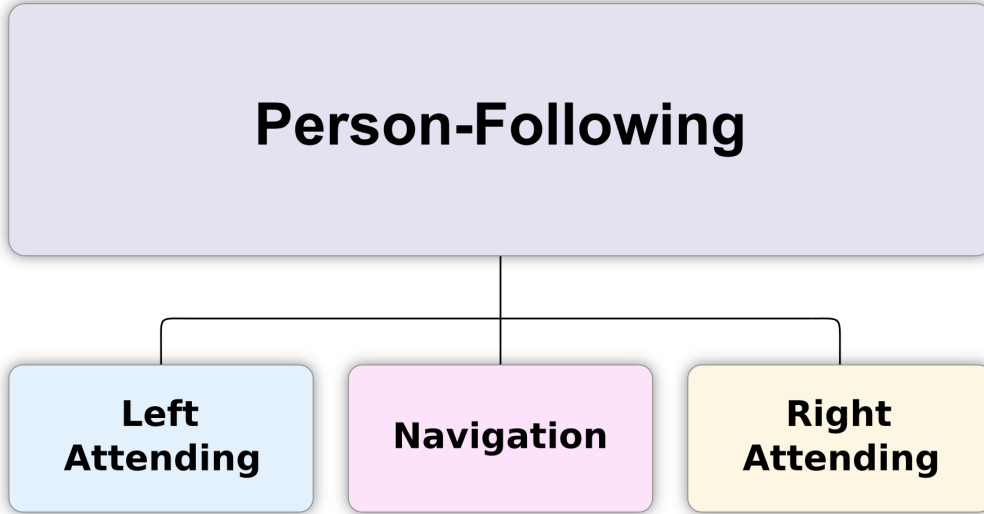 Person-Following
Left
Attending
Navigation
Right
Attending